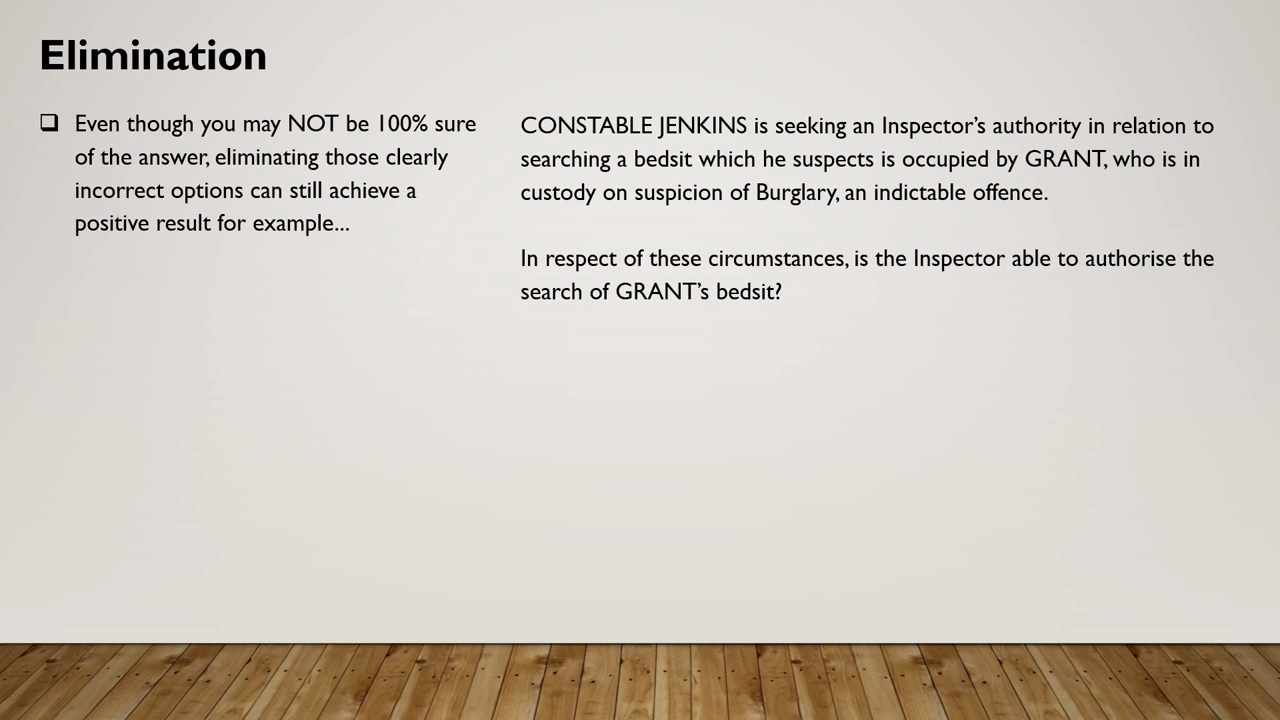 Elimination
❑ Even though you may NOT be 100% sure
of the answer, eliminating those clearly
incorrect options can still achieve a
positive result for example...
CONSTABLE JENKINS is seeking an Inspector’s authority in relation to
searching a bedsit which he suspects is occupied by GRANT, who is in
custody on suspicion of Burglary, an indictable offence.
In respect of these circumstances, is the Inspector able to authorise the
search of GRANT’s bedsit?